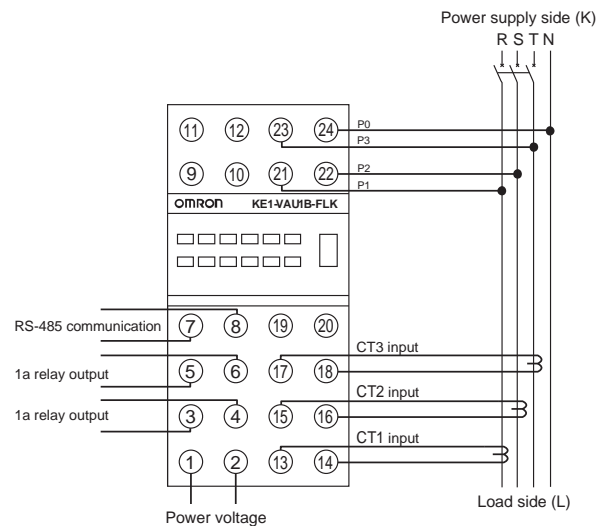 Power supply side (K)
R S T N
11 12 23 24 P0
P3
9 10 21 22 P2
P1
OMRON KE1-VAU1B-FLK
RS-485 communication 7 8 19 20
CT3 input
1a relay output 5 6 17 18
CT2 input
1a relay output 3 4 15 16
CT1 input
1 2 13 14
Load side (L)
Power voltage